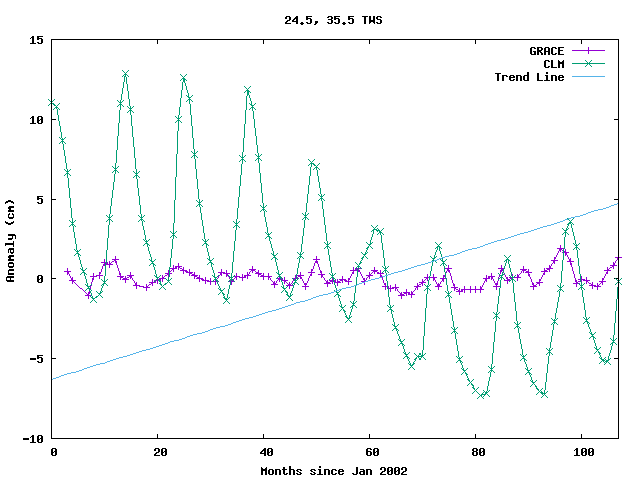 24.5, 35.5 TWS
GRACE
CLM
Trend Line
Anomaly (cm)
15
10
5
0
-5
-10
0 20 40 60 80 100
Months since Jan 2002